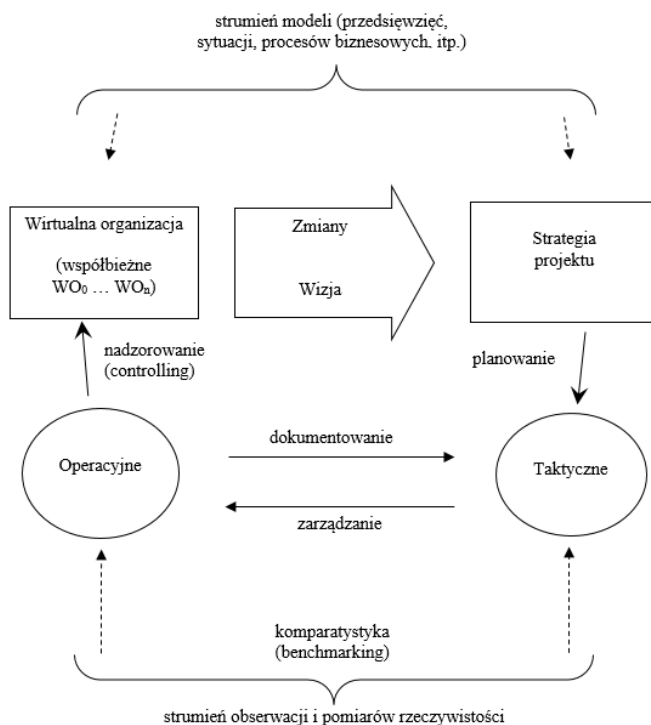 strumień modeli (przedsięwzięć,
sytuacji, procesów biznesowych, itp.)
Wirtualna organizacja
(współbieżne
WO₀ … WOₙ)
Zmiany
Wizja
Strategia
projektu
nadzorowanie
(controlling)
planowanie
Operacyjne
dokumentowanie
Taktyczne
zarządzanie
komparatystyka
(benchmarking)
strumień obserwacji i pomiarów rzeczywistości